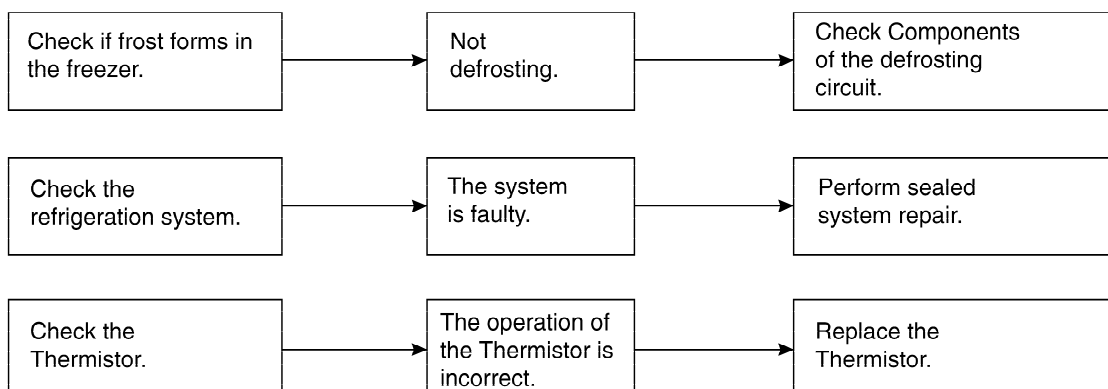 Check if frost forms in
the freezer.
Not
defrosting.
Check Components
of the defrosting
circuit.
Check the
refrigeration system.
The system
is faulty.
Perform sealed
system repair.
Check the
Thermistor.
The operation of
the Thermistor is
incorrect.
Replace the
Thermistor.